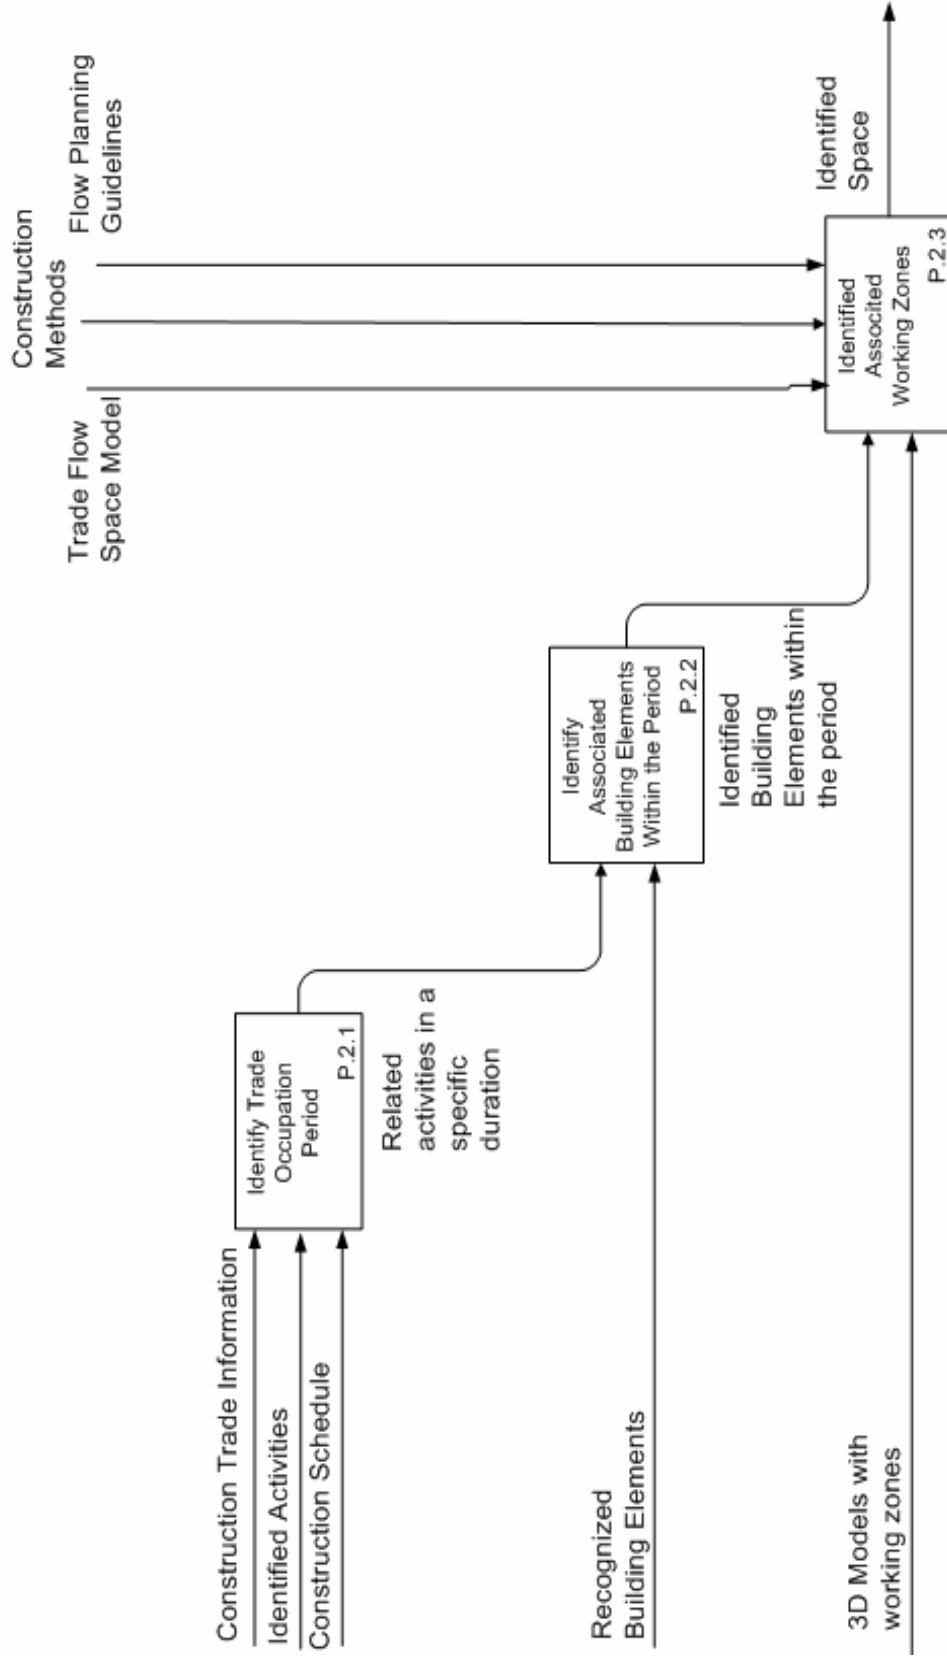 Construction
Methods
Flow Planning
Guidelines
Trade Flow
Space Model
Construction Trade Information
Identified Activities
Construction Schedule
Identify Trade
Occupation
Period
P.2.1
Related
activities in a
specific
duration
Recognized
Building Elements
Identify
Associated
Building Elements
Within the Period
P.2.2
Identified
Building
Elements within
the period
3D Models with
working zones
Identified
Associted
Working Zones
P.2.3
Identified
Space